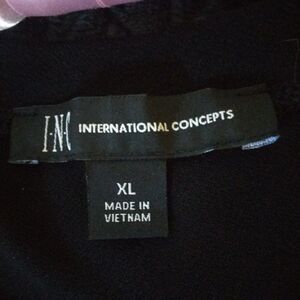 I·N·C INTERNATIONAL CONCEPTS
XL
MADE IN
VIETNAM